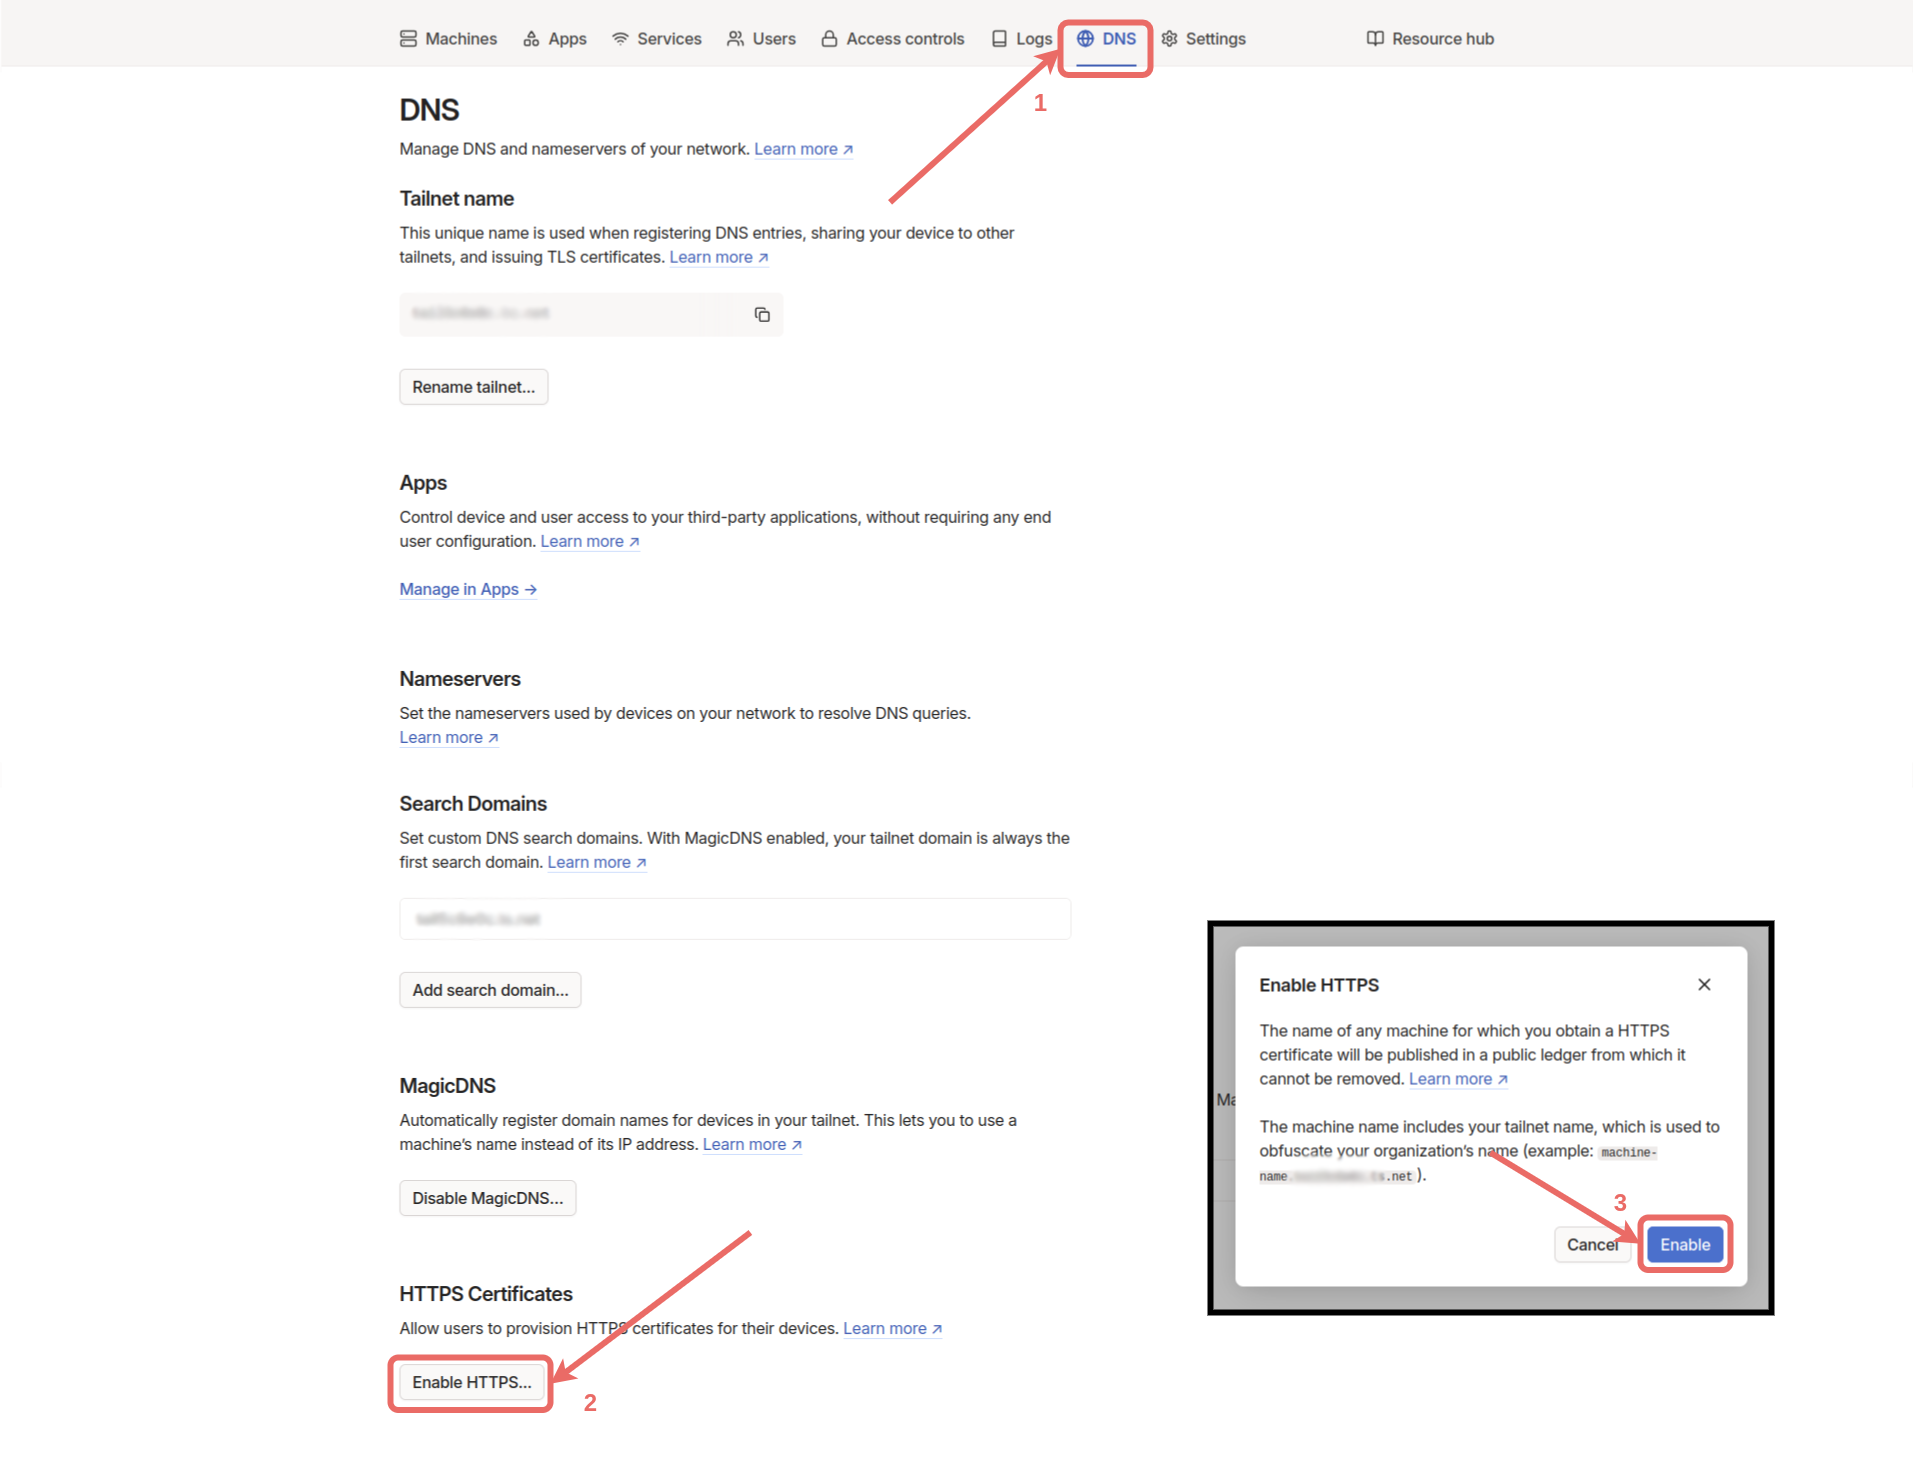 Machines Apps Services Users Access controls Logs DNS Settings Resource hub
1
DNS
Manage DNS and nameservers of your network. Learn more ↗
Tailnet name
This unique name is used when registering DNS entries, sharing your device to other
tailnets, and issuing TLS certificates. Learn more ↗
Rename tailnet...
Apps
Control device and user access to your third-party applications, without requiring any end
user configuration. Learn more ↗
Manage in Apps →
Nameservers
Set the nameservers used by devices on your network to resolve DNS queries.
Learn more ↗
Search Domains
Set custom DNS search domains. With MagicDNS enabled, your tailnet domain is always the
first search domain. Learn more ↗
Add search domain...
MagicDNS
Automatically register domain names for devices in your tailnet. This lets you to use a
machine's name instead of its IP address. Learn more ↗
Disable MagicDNS...
HTTPS Certificates
Allow users to provision HTTPS certificates for their devices. Learn more ↗
Enable HTTPS...
2
Enable HTTPS
The name of any machine for which you obtain a HTTPS
certificate will be published in a public ledger from which it
cannot be removed. Learn more ↗
Ma
The machine name includes your tailnet name, which is used to
obfuscate your organization's name (example: machine-
name. s.net).
3
Cancel Enable